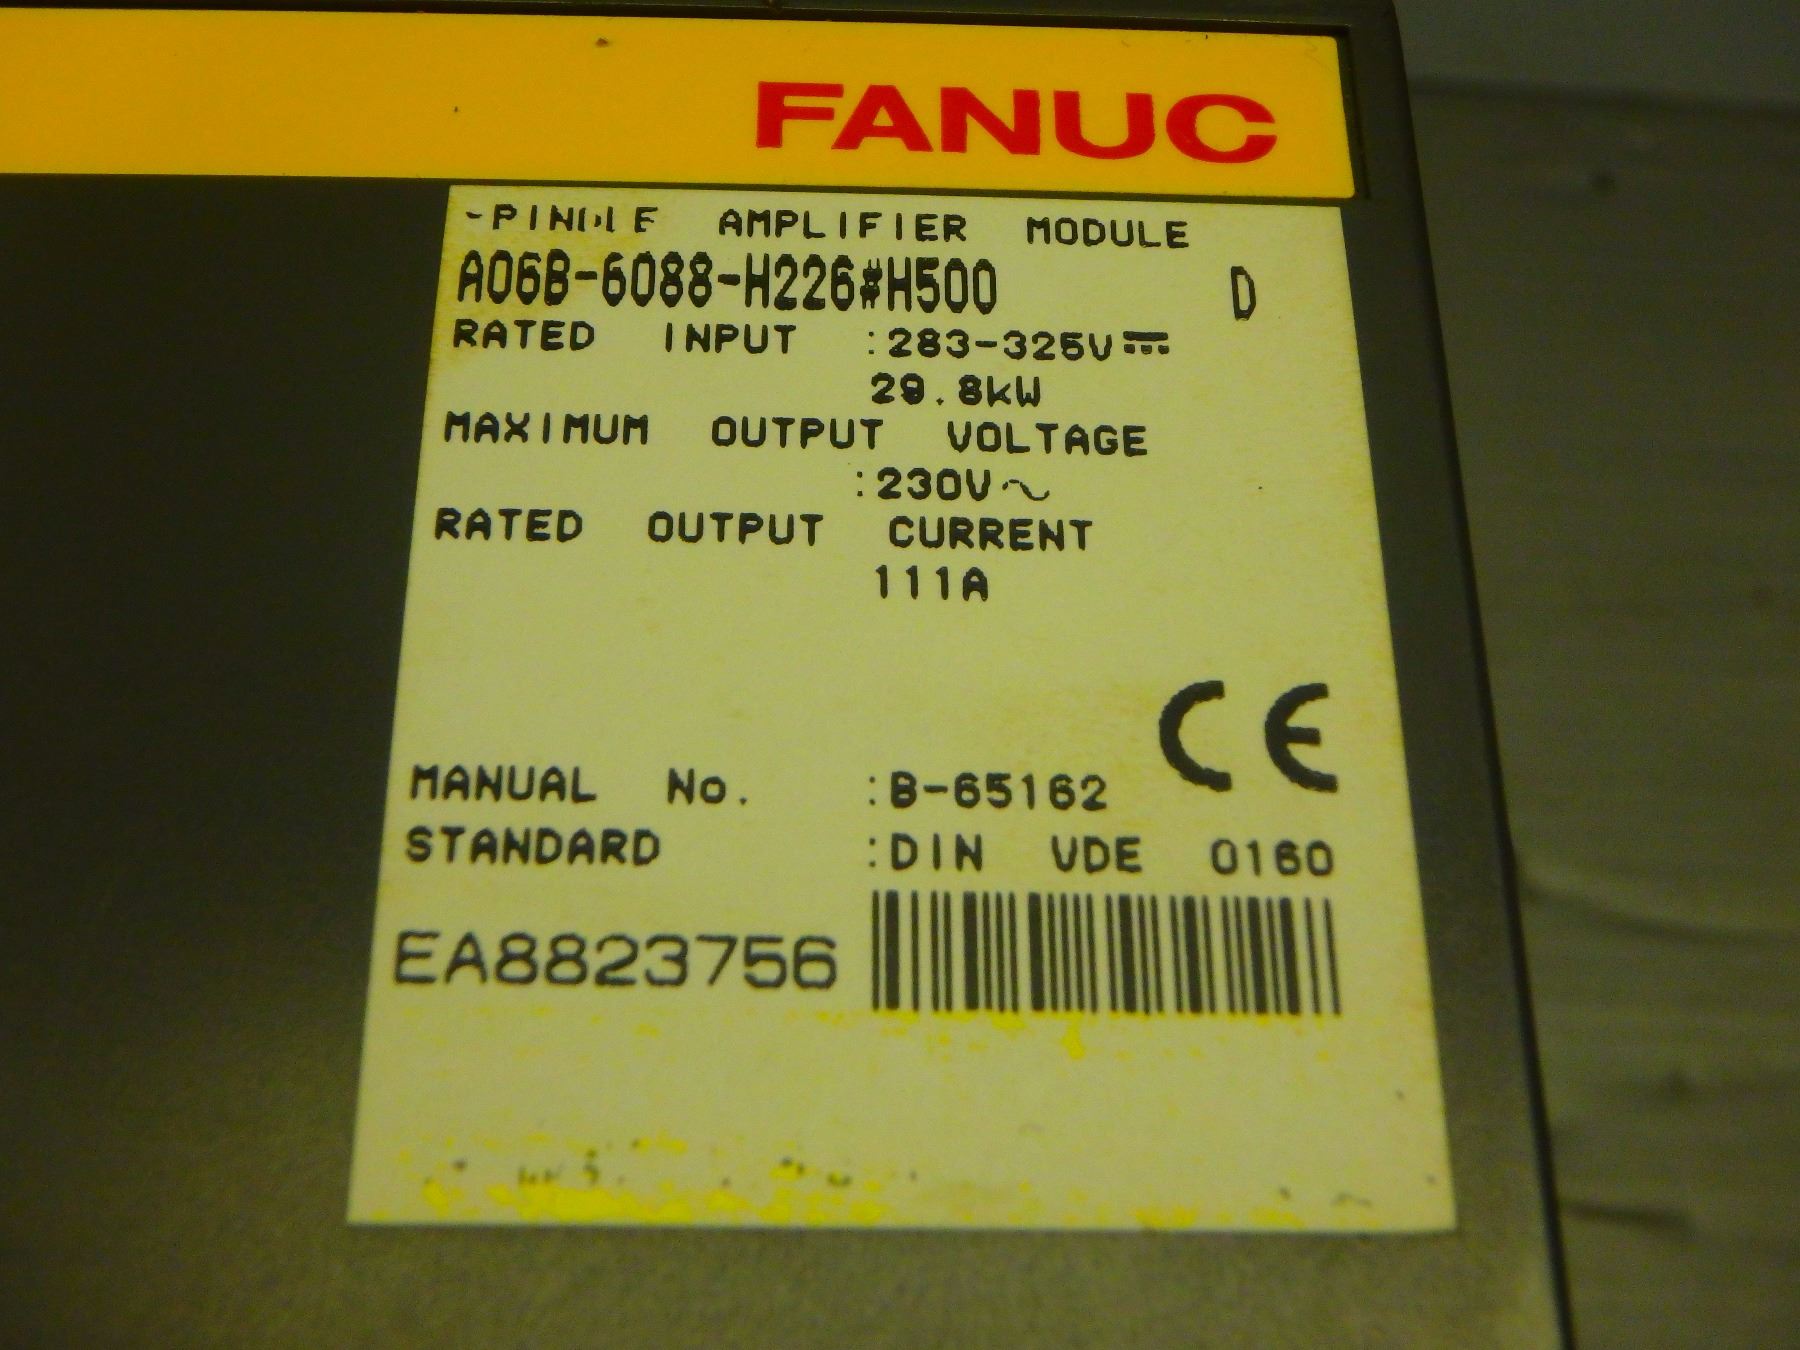 FANUC
AMPLIFIER MODULE
A06B-6088-H226#H500 D
RATED INPUT :283-325V⎓
29.8kW
MAXIMUM OUTPUT VOLTAGE
:230V~
RATED OUTPUT CURRENT
111A
CE
MANUAL No. :B-65162
STANDARD :DIN VDE 0160
EA8823756